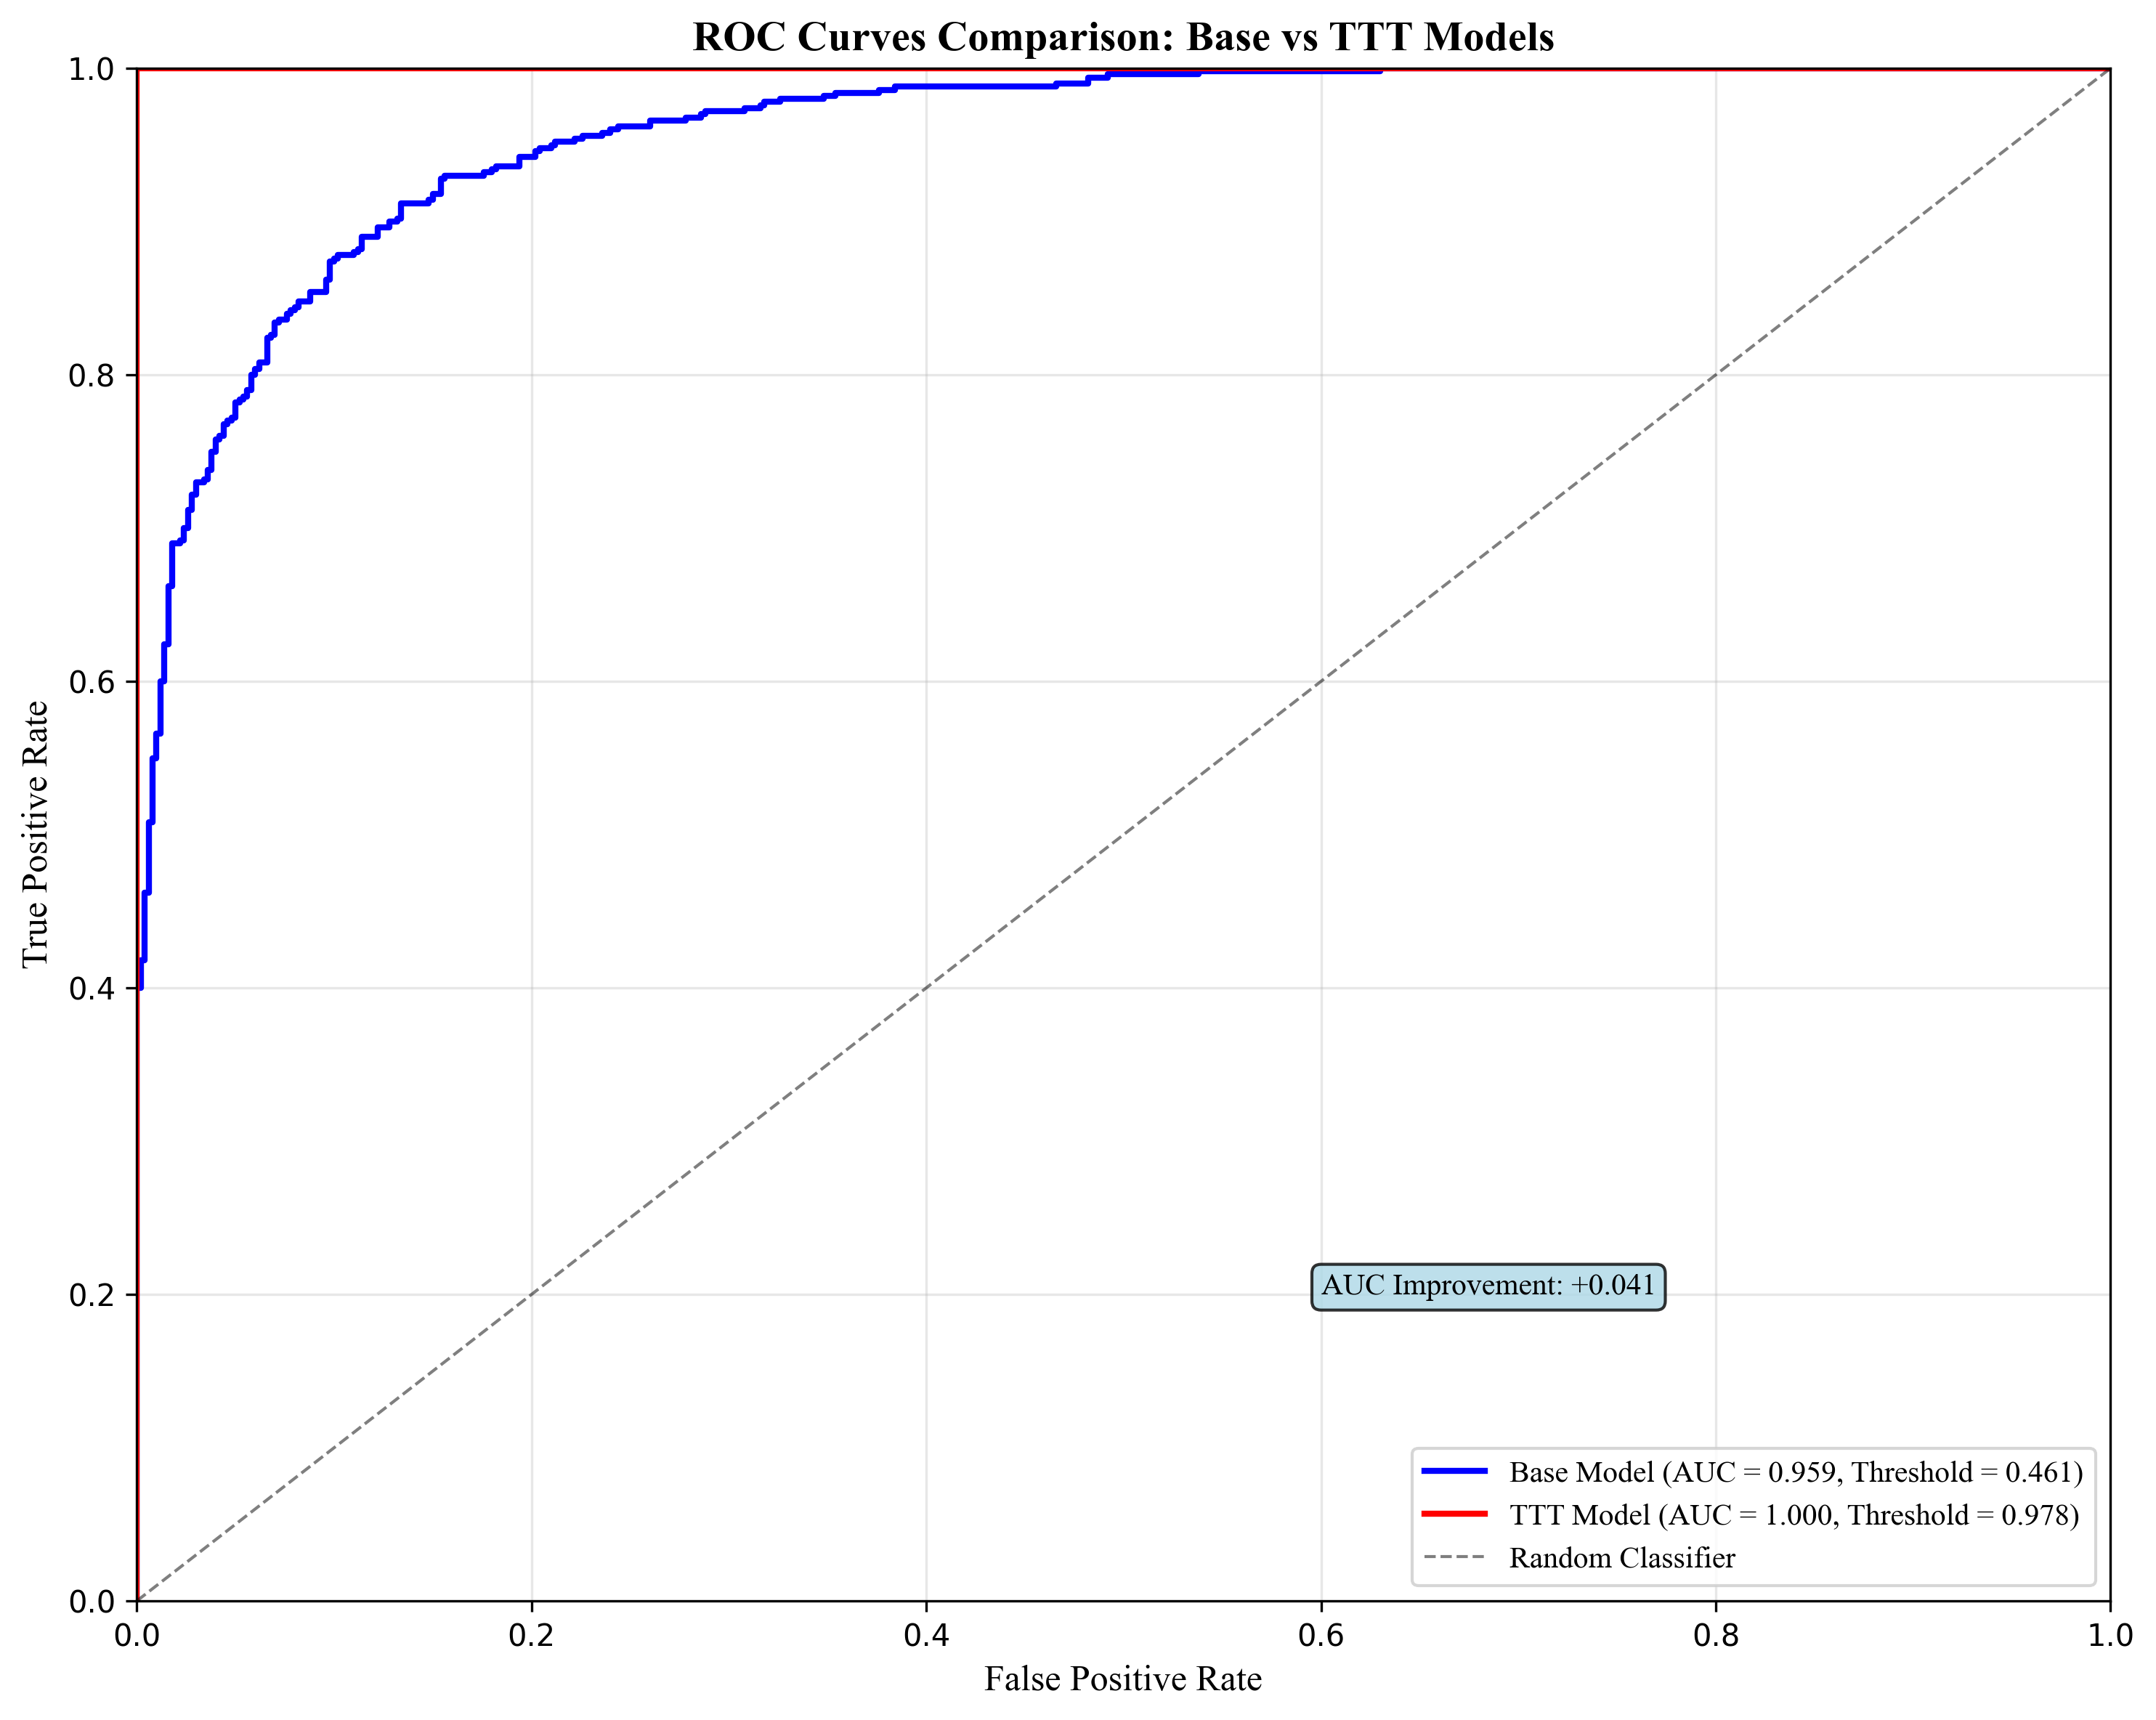 ROC Curves Comparison: Base vs TTT Models
1.0
0.8
0.6
0.4
0.2
0.0
True Positive Rate
AUC Improvement: +0.041
Base Model (AUC = 0.959, Threshold = 0.461)
TTT Model (AUC = 1.000, Threshold = 0.978)
Random Classifier
0.0 0.2 0.4 0.6 0.8 1.0
False Positive Rate